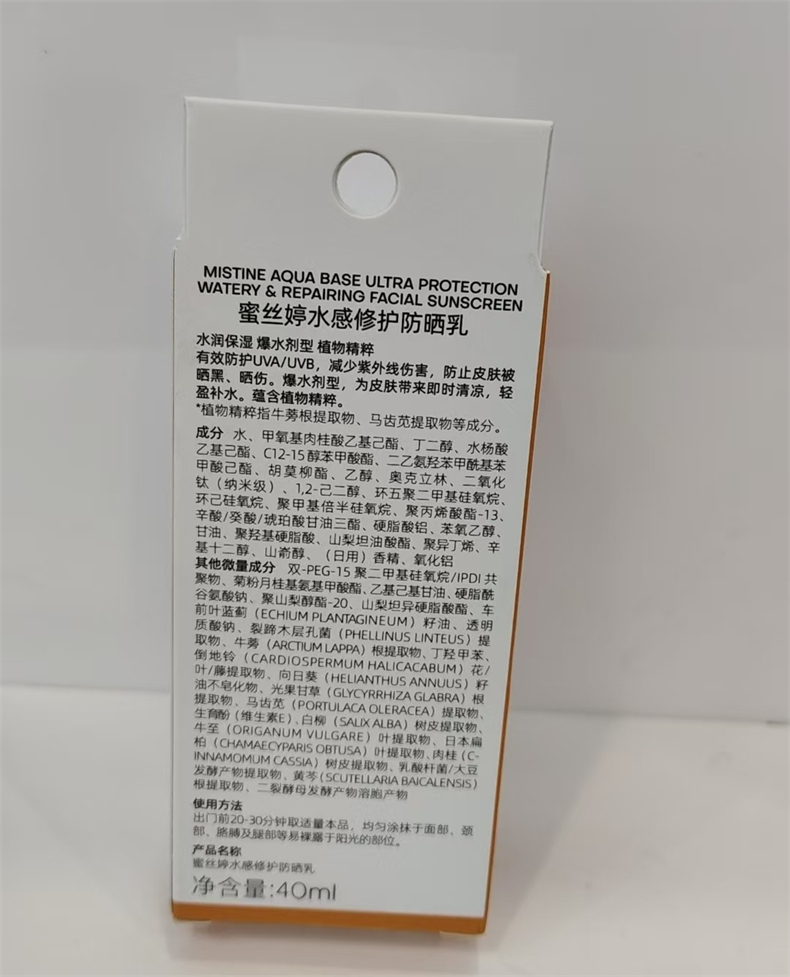 MISTINE AQUA BASE ULTRA PROTECTION
WATERY & REPAIRING FACIAL SUNSCREEN
蜜丝婷水感修护防晒乳
水润保湿 爆水剂型 植物精粹
有效防护UVA/UVB，减少紫外线伤害，防止皮肤被
晒黑、晒伤。爆水剂型，为皮肤带来即时清凉，轻
盈补水。蕴含植物精粹。
*植物精粹指牛蒡根提取物、马齿苋提取物等成分。
成分 水、甲氧基肉桂酸乙基己酯、丁二醇、水杨酸
乙基己酯、C12-15醇苯甲酸酯、二乙氨羟苯甲酰基苯
甲酸己酯、胡莫柳酯、乙醇、奥克立林、二氧化
钛（纳米级）、1,2-己二醇、环五聚二甲基硅氧烷、
环己硅氧烷、聚甲基倍半硅氧烷、聚丙烯酸酯-13、
辛酸/癸酸/琥珀酸甘油三酯、硬脂酸铝、苯氧乙醇、
甘油、聚羟基硬脂酸、山梨坦油酸酯、聚异丁烯、辛
基十二醇、山嵛醇、（日用）香精、氧化铝
其他微量成分 双-PEG-15 聚二甲基硅氧烷/IPDI 共
聚物、菊粉月桂基氨基甲酸酯、乙基己基甘油、硬脂酰
谷氨酸钠、聚山梨醇酯-20、山梨坦异硬脂酸酯、车
前叶蓝蓟（ECHIUM PLANTAGINEUM）籽油、透明
质酸钠、裂蹄木层孔菌（PHELLINUS LINTEUS）提
取物、牛蒡（ARCTIUM LAPPA）根提取物、丁羟甲苯、
倒地铃（CARDIOSPERMUM HALICACABUM）花/
叶/藤提取物、向日葵（HELIANTHUS ANNUUS）籽
油不皂化物、光果甘草（GLYCYRRHIZA GLABRA）根
提取物、马齿苋（PORTULACA OLERACEA）提取物、
生育酚（维生素E）、白柳（SALIX ALBA）树皮提取物、
牛至（ORIGANUM VULGARE）叶提取物、日本扁
柏（CHAMAECYPARIS OBTUSA）叶提取物、肉桂（C-
INNAMOMUM CASSIA）树皮提取物、乳酸杆菌/大豆
发酵产物提取物、黄芩（SCUTELLARIA BAICALENSIS）
根提取物、二裂酵母发酵产物溶胞产物
使用方法
出门前20-30分钟取适量本品，均匀涂抹于面部、颈
部、胳膊及腿部等易裸露于阳光的部位。
产品名称
蜜丝婷水感修护防晒乳
净含量:40ml